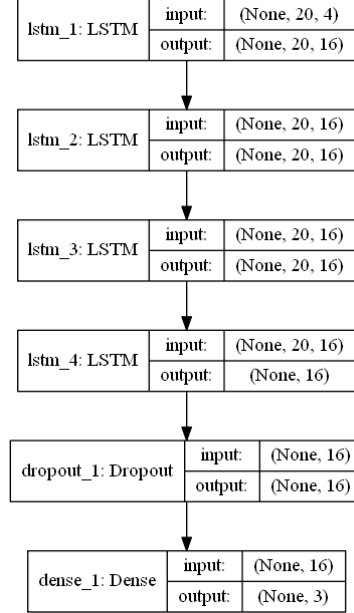 lstm_1: LSTM
input: (None, 20, 4)
output: (None, 20, 16)
lstm_2: LSTM
input: (None, 20, 16)
output: (None, 20, 16)
lstm_3: LSTM
input: (None, 20, 16)
output: (None, 20, 16)
lstm_4: LSTM
input: (None, 20, 16)
output: (None, 16)
dropout_1: Dropout
input: (None, 16)
output: (None, 16)
dense_1: Dense
input: (None, 16)
output: (None, 3)